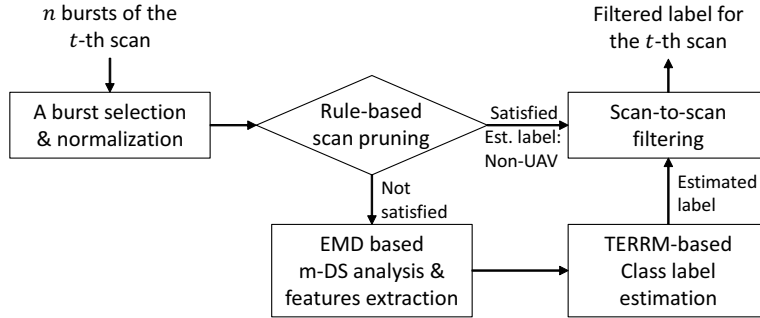 n bursts of the
t-th scan
Filtered label for
the t-th scan
A burst selection
& normalization
Rule-based
scan pruning
Satisfied
Est. label:
Non-UAV
Scan-to-scan
filtering
Not
satisfied
Estimated
label
EMD based
m-DS analysis &
features extraction
TERRM-based
Class label
estimation